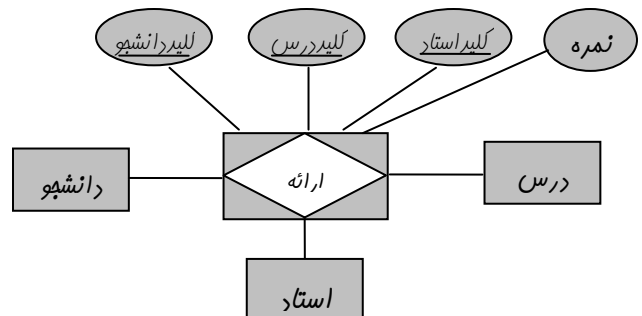 نمره
کلیداستاد
کلیددرس
کلیددانشجو
درس
ارائه
دانشجو
استاد